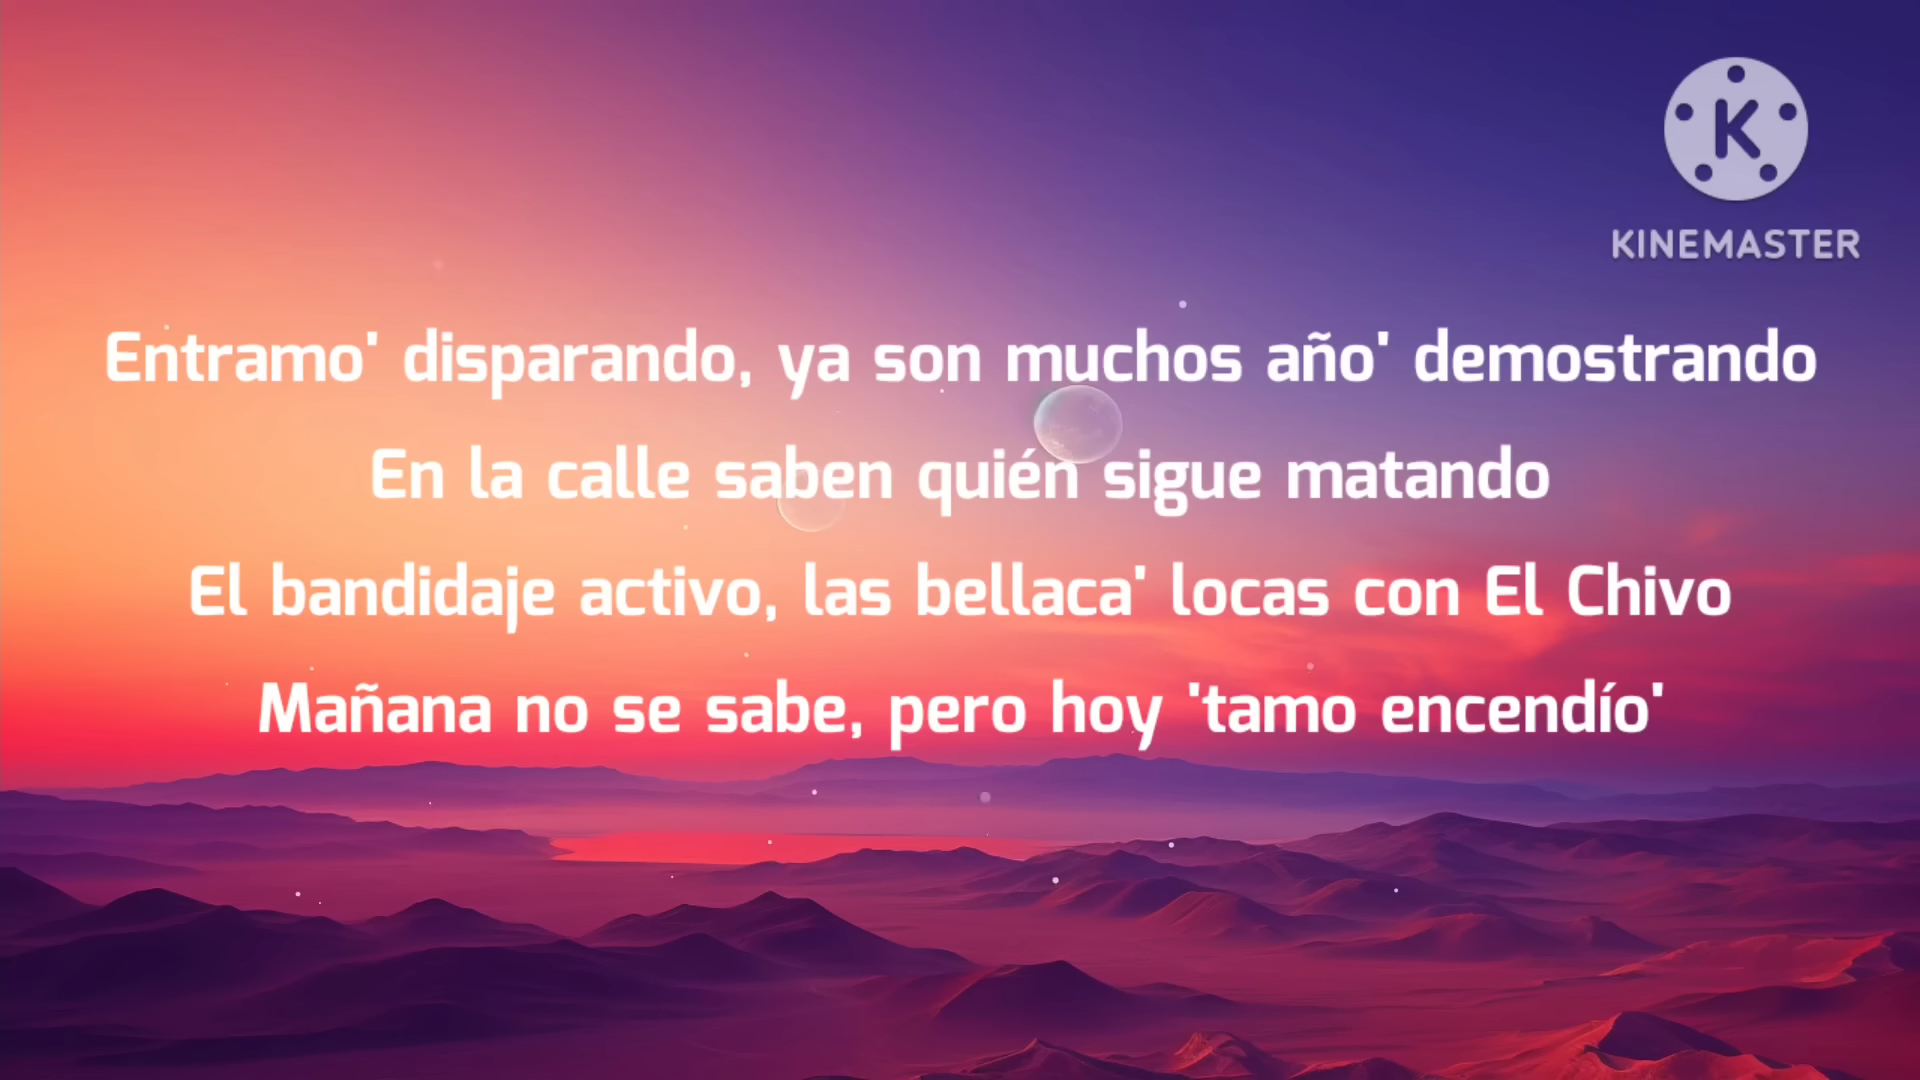 KINEMASTER
Entramo' disparando, ya son muchos año' demostrando
En la calle saben quién sigue matando
El bandidaje activo, las bellaca' locas con El Chivo
Mañana no se sabe, pero hoy 'tamo encendío'